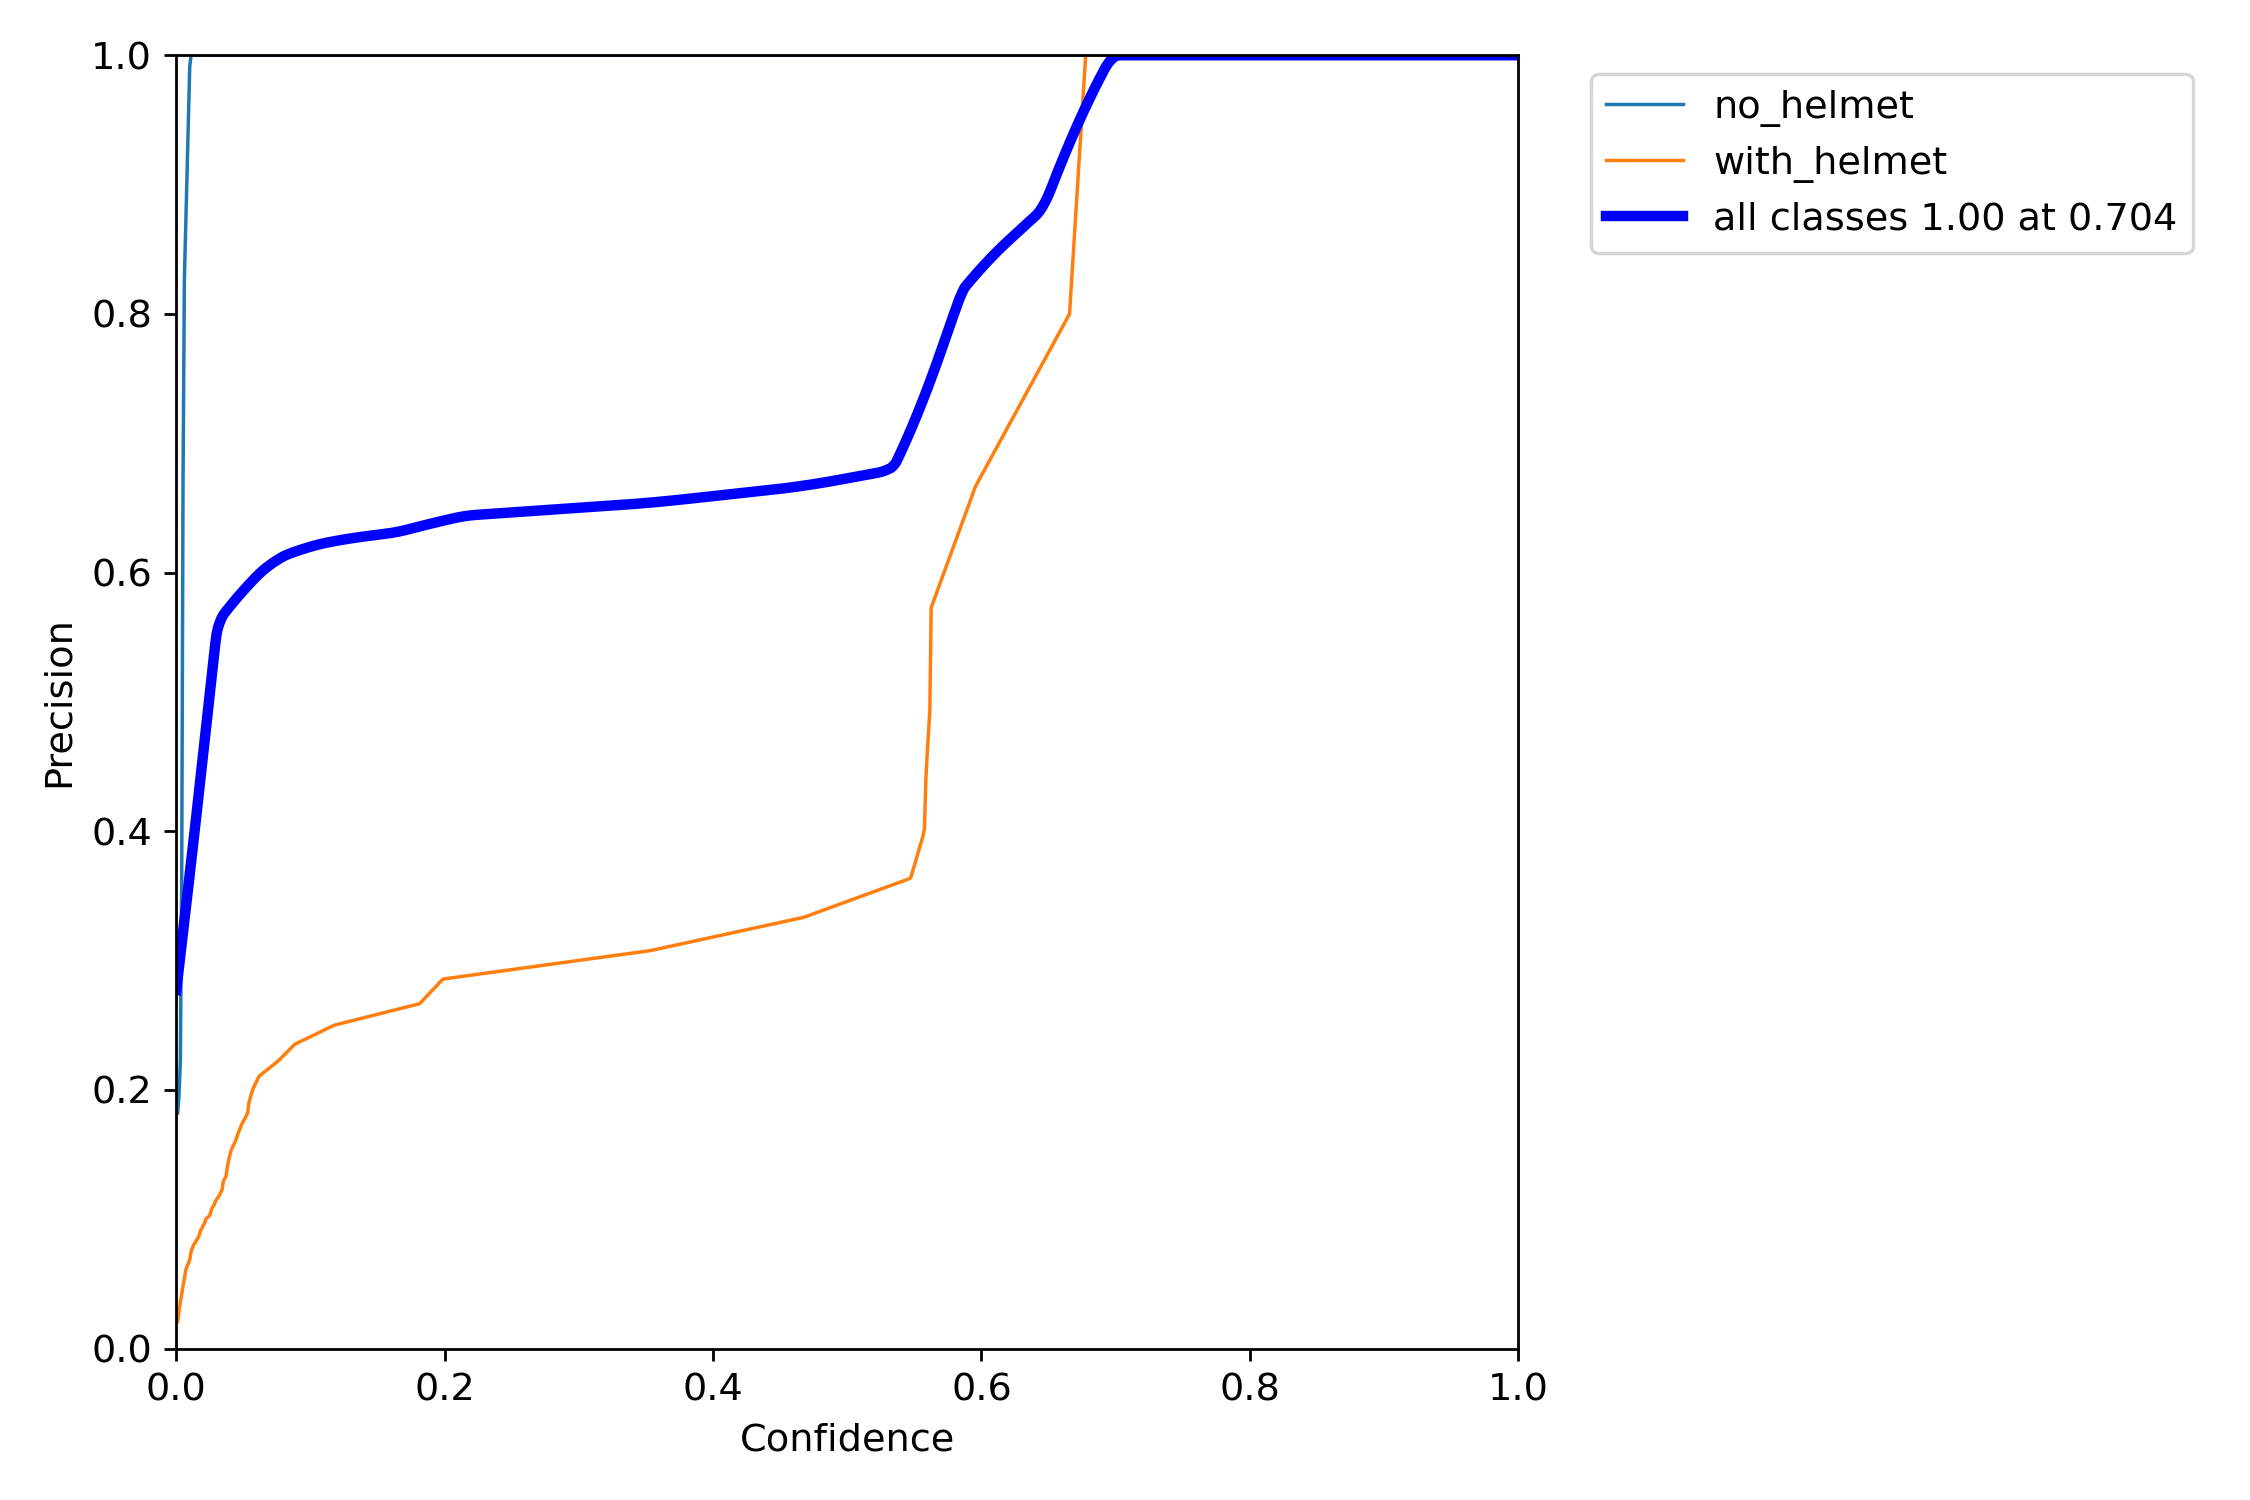 no_helmet
with_helmet
all classes 1.00 at 0.704
1.0
0.8
0.6
0.4
0.2
0.0
Precision
0.0 0.2 0.4 0.6 0.8 1.0
Confidence